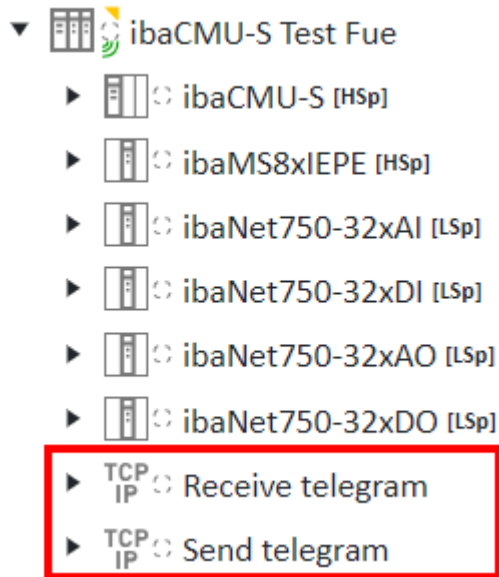 ibaCMU-S Test Fue
ibaCMU-S [HSp]
ibaMS8xIEPE [HSp]
ibaNet750-32xAI [LSp]
ibaNet750-32xDI [LSp]
ibaNet750-32xAO [LSp]
ibaNet750-32xDO [LSp]
TCP IP Receive telegram
TCP IP Send telegram